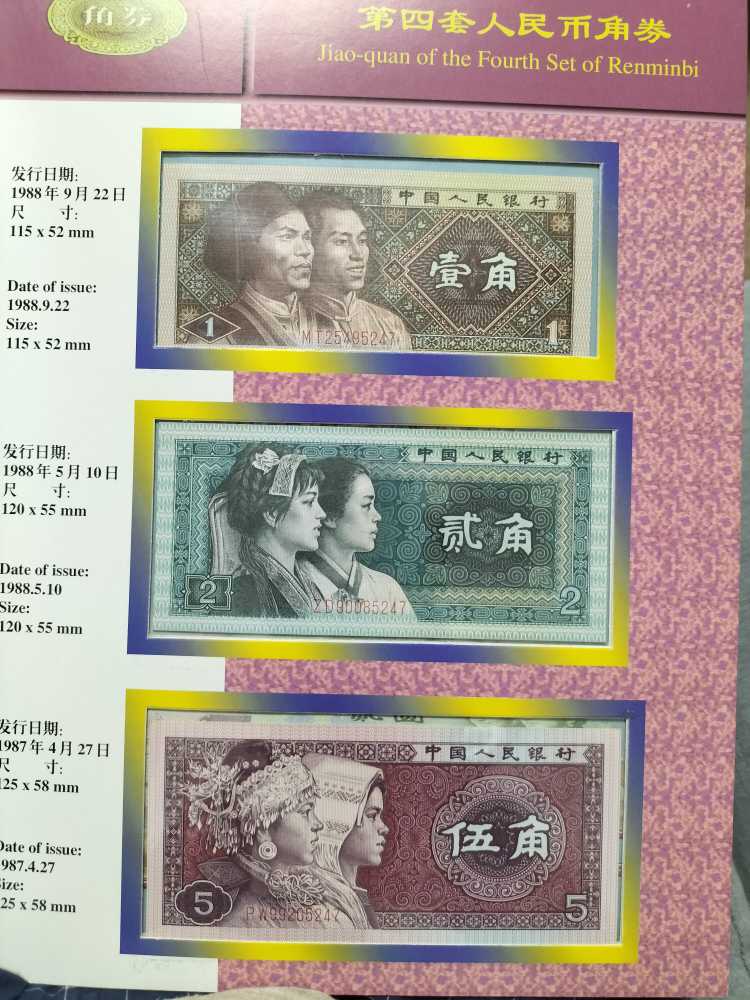 角券
第四套人民币角券
Jiao-quan of the Fourth Set of Renminbi
发行日期:
1988年9月22日
尺 寸:
115 x 52 mm
Date of issue:
1988.9.22
Size:
115 x 52 mm
中国人民银行
壹角
1
MT25495247
1
发行日期:
1988年5月10日
尺 寸:
120 x 55 mm
Date of issue:
1988.5.10
Size:
120 x 55 mm
中国人民银行
贰角
2
ZD90085247
2
发行日期:
1987年4月27日
尺 寸:
125 x 58 mm
Date of issue:
987.4.27
ize:
25 x 58 mm
中国人民银行
伍角
5
PW99205247
5